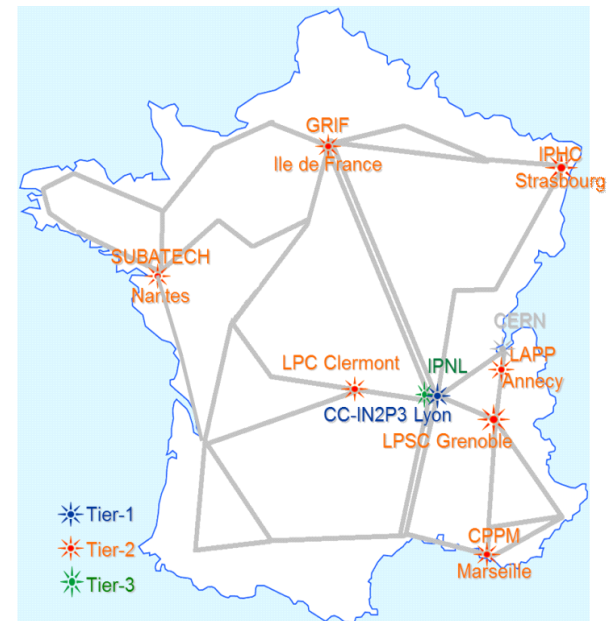 GRIF
Ile de France
IPHC
Strasbourg
SUBATECH
Nantes
CERN
LAPP
Annecy
LPC Clermont
IPNL
CC-IN2P3 Lyon
LPSC Grenoble
CPPM
Marseille
Tier-1
Tier-2
Tier-3